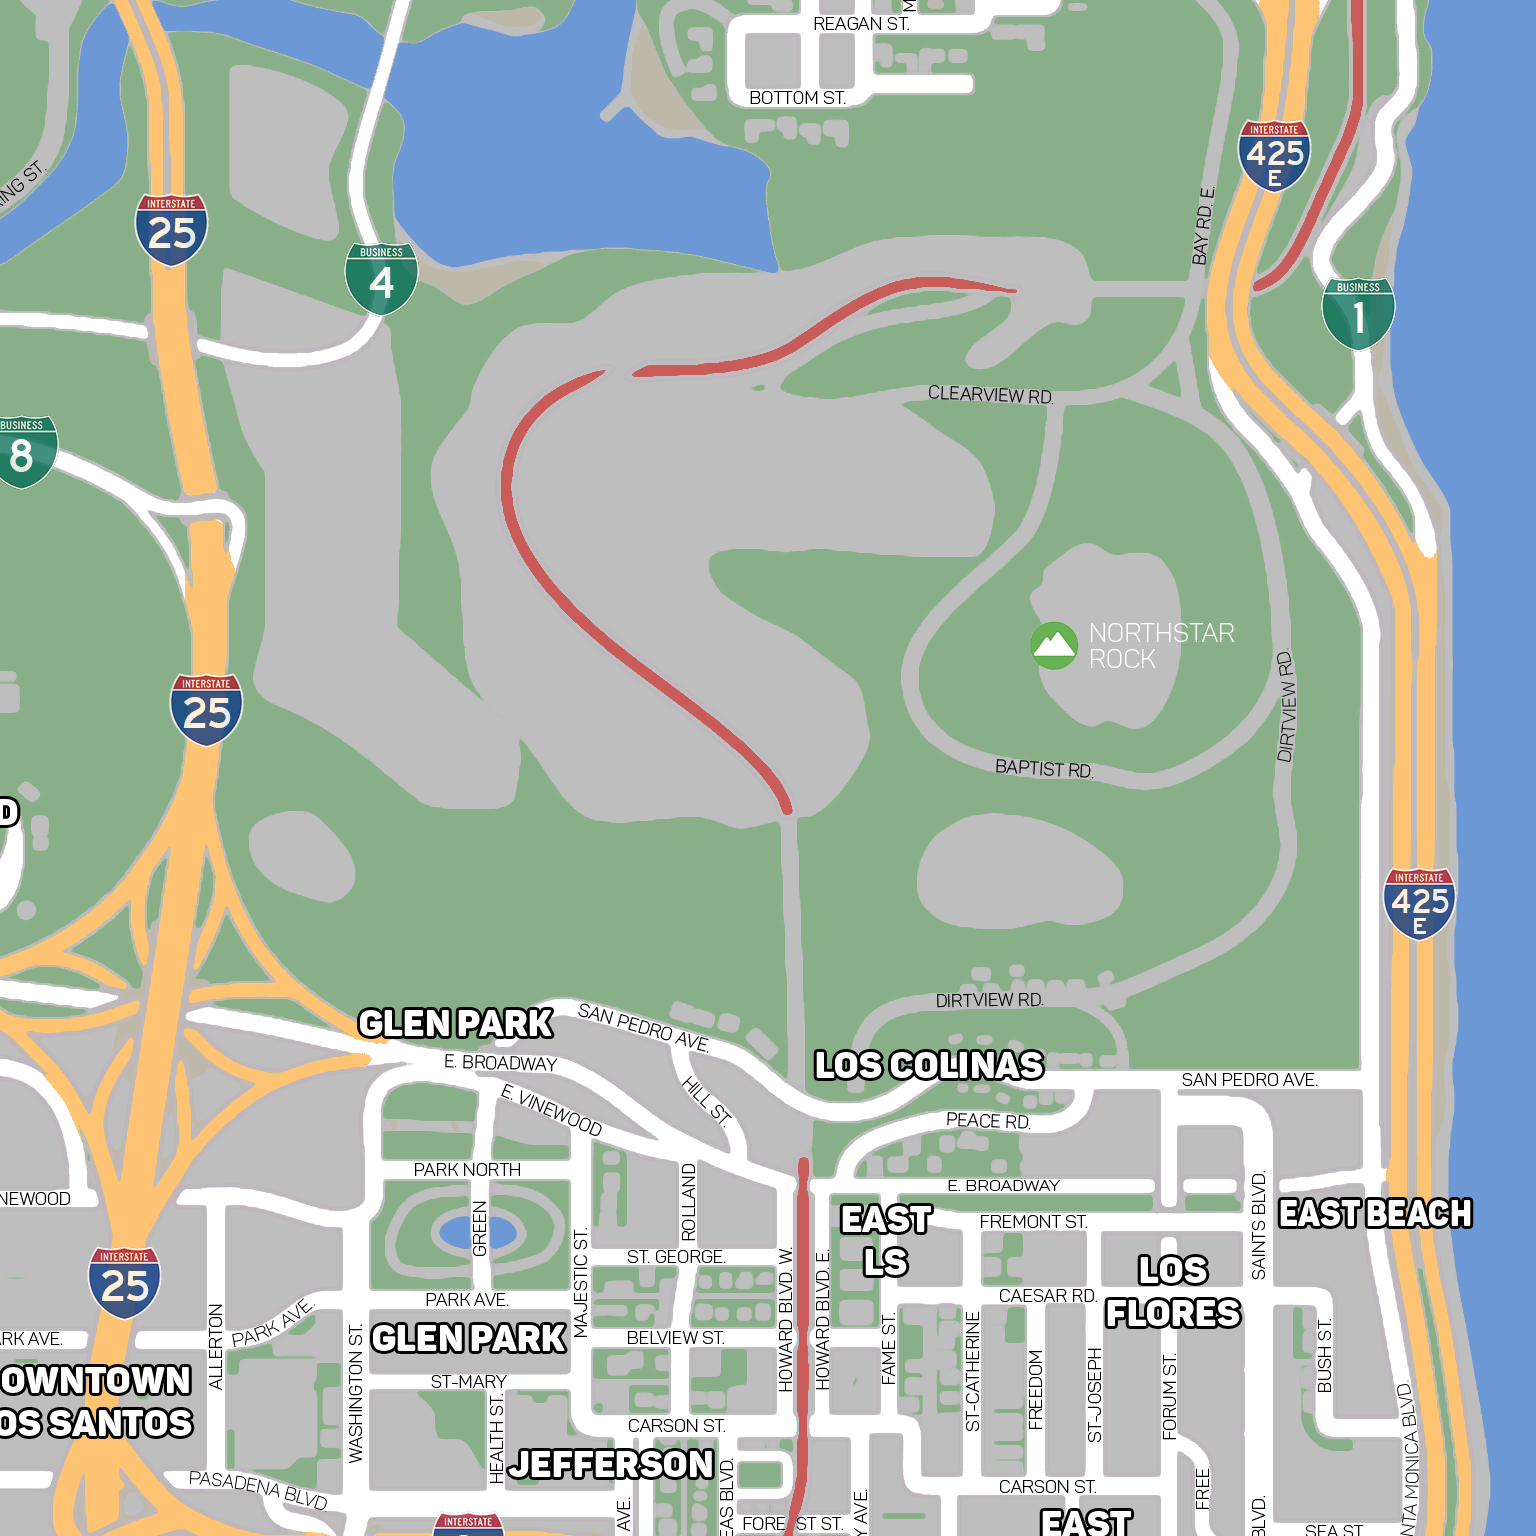 REAGAN ST.
BOTTOM ST.
INTERSTATE
425
E
ING ST.
INTERSTATE
25
BUSINESS
4
BAY RD. E.
BUSINESS
1
CLEARVIEW RD.
BUSINESS
8
NORTHSTAR
ROCK
INTERSTATE
25
DIRTVIEW RD.
BAPTIST RD.
D
INTERSTATE
425
E
DIRTVIEW RD.
GLEN PARK
SAN PEDRO AVE.
E. BROADWAY
LOS COLINAS
SAN PEDRO AVE.
E. VINEWOOD
HILL ST.
PEACE RD.
PARK NORTH
NEWOOD
ROLLAND
E. BROADWAY
SAINTS BLVD.
EAST BEACH
GREEN
EAST
LS
FREMONT ST.
MAJESTIC ST.
ST. GEORGE.
HOWARD BLVD. W.
HOWARD BLVD. E.
INTERSTATE
25
LOS
FLORES
PARK AVE.
CAESAR RD.
ALLERTON
PARK AVE.
ARK AVE.
GLEN PARK
BELVIEW ST.
FAME ST.
ST-CATHERINE
FREEDOM
ST-JOSEPH
FORUM ST.
BUSH ST.
WASHINGTON ST.
OWNTOWN
OS SANTOS
ST-MARY
HEALTH ST.
CARSON ST.
NTA MONICA BLVD.
JEFFERSON
PASADENA BLVD
EAS BLVD.
CARSON ST.
FREE
AVE.
FOREST ST.
Y AVE.
BLVD.
INTERSTATE
EAST
SEA ST.